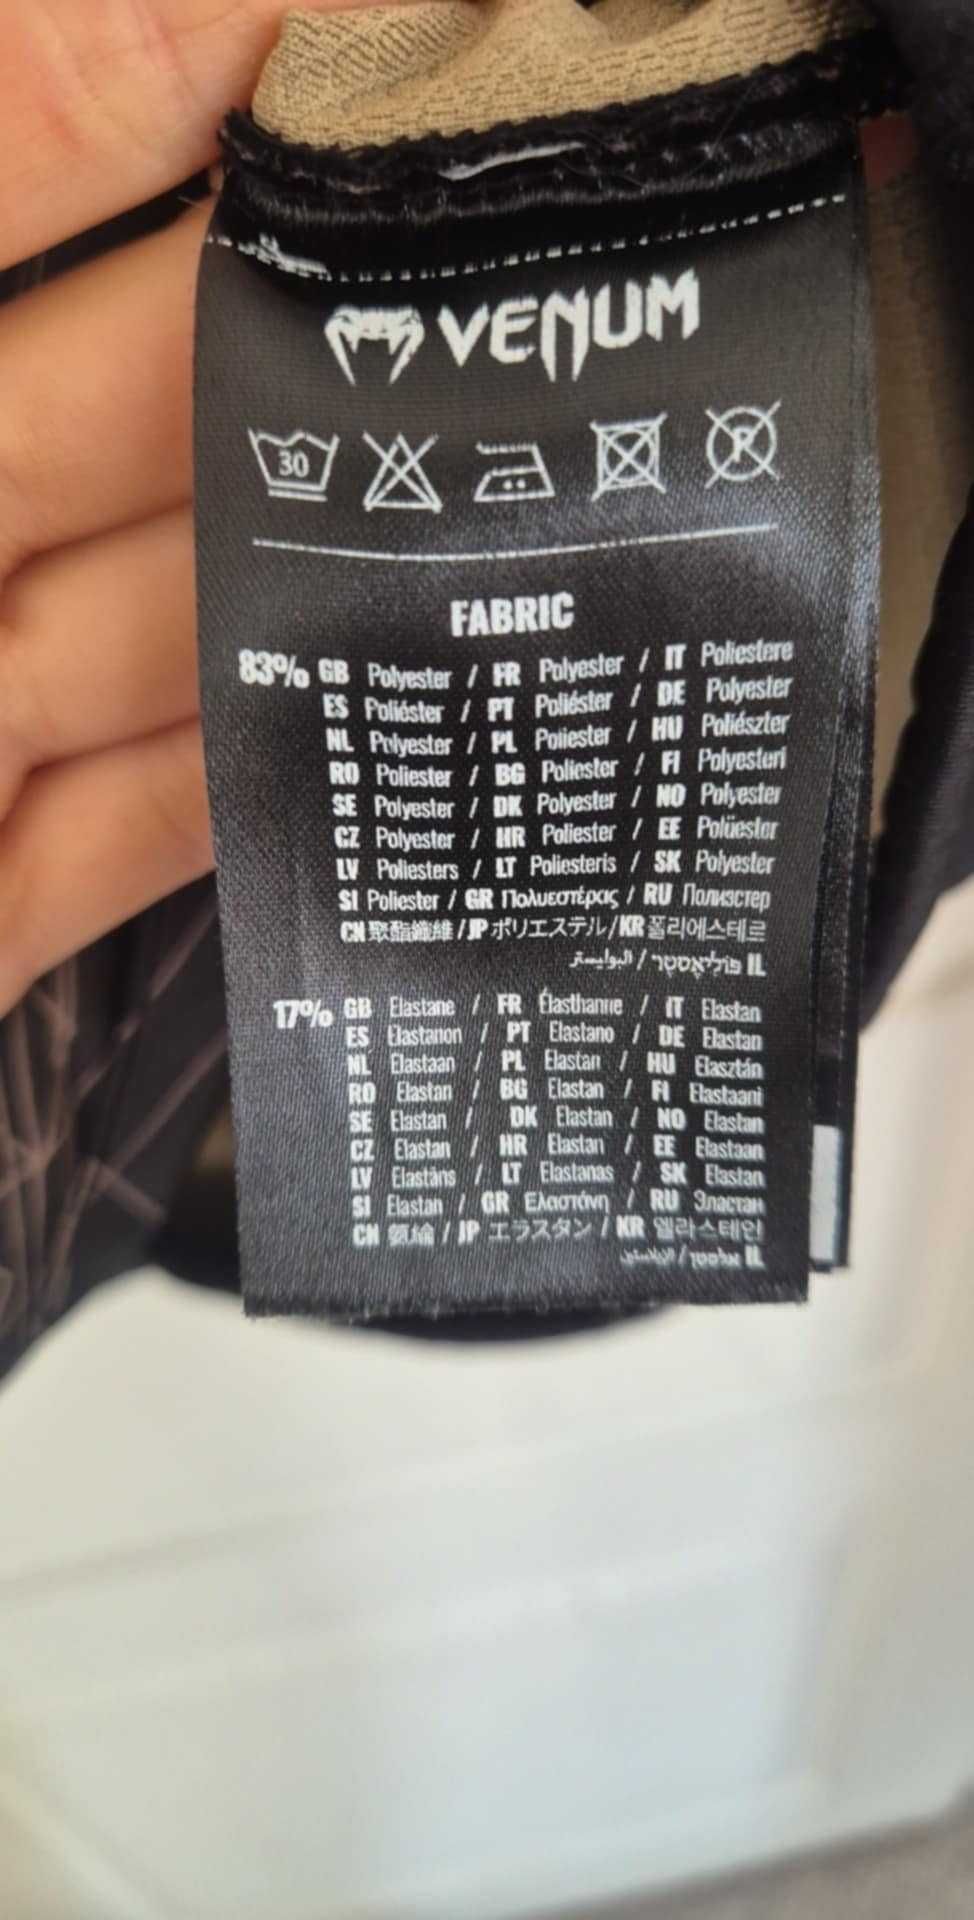 VENUM
30
P
FABRIC
83% GB Polyester / FR Polyester / IT Poliestere
ES Poliéster / PT Poliéster / DE Polyester
NL Polyester / PL Poliester / HU Poliészter
RO Poliester / BG Poliester / FI Polyesteri
SE Polyester / DK Polyester / NO Polyester
CZ Polyester / HR Poliester / EE Polüester
LV Poliesters / LT Poliesteris / SK Polyester
SI Poliester / GR Πολυεστέρας / RU Полиэстер
CN 聚酯纖維 / JP ポリエステル / KR 폴리에스테르
IL פּוֹלִיאֶסטֶר / البوليستر
17% GB Elastane / FR Élasthanne / IT Elastan
ES Elastanon / PT Elastano / DE Elastan
NL Elastaan / PL Elastan / HU Elasztán
RO Elastan / BG Elastan / FI Elastaani
SE Elastan / DK Elastan / NO Elastan
CZ Elastan / HR Elastan / EE Elastaan
LV Elastāns / LT Elastanas / SK Elastan
SI Elastan / GR Ελαστάνη / RU Эластан
CN 氨綸 / JP エラスタン / KR 엘라스테인
IL אלסטן /